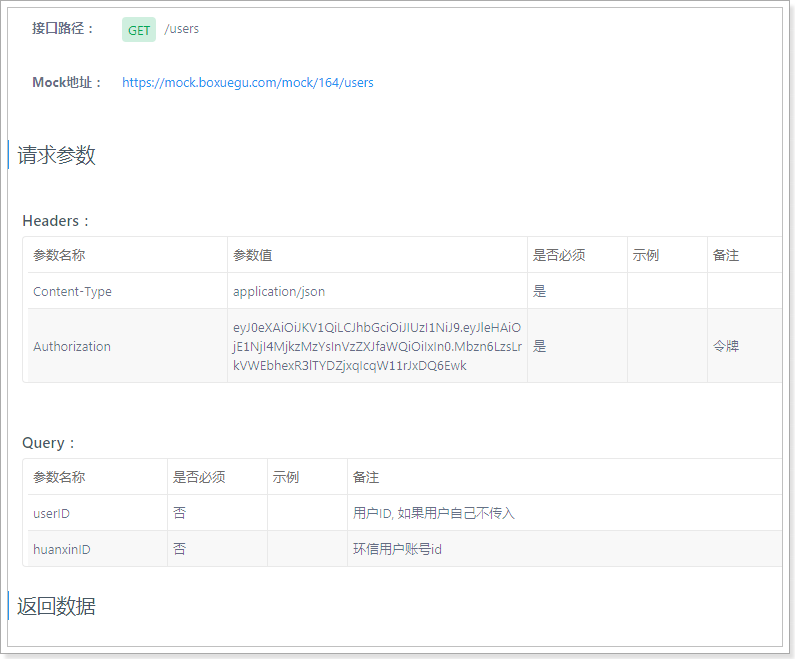 接口路径：
GET /users
Mock地址：
https://mock.boxuegu.com/mock/164/users
请求参数
Headers：
参数名称 参数值 是否必须 示例 备注
Content-Type application/json 是
eyJ0eXAiOiJKV1QiLCJhbGciOiJIUzI1NiJ9.eyJleHAiO
Authorization jE1NjI4MjkzMzYsInVzZXJfaWQiOiIxIn0.Mbzn6LzsLr 是 令牌
kVWEbhexR3lTYDZjxqIcqW11rJxDQ6Ewk
Query：
参数名称 是否必须 示例 备注
userID 否 用户ID, 如果用户自己不传入
huanxinID 否 环信用户账号id
返回数据